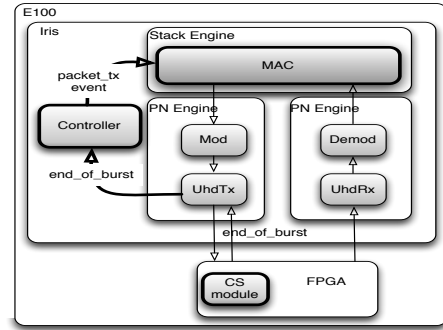 E100
Iris
Stack Engine
MAC
packet_tx
event
Controller
end_of_burst
PN Engine
Mod
UhdTx
PN Engine
Demod
UhdRx
end_of_burst
CS
module
FPGA